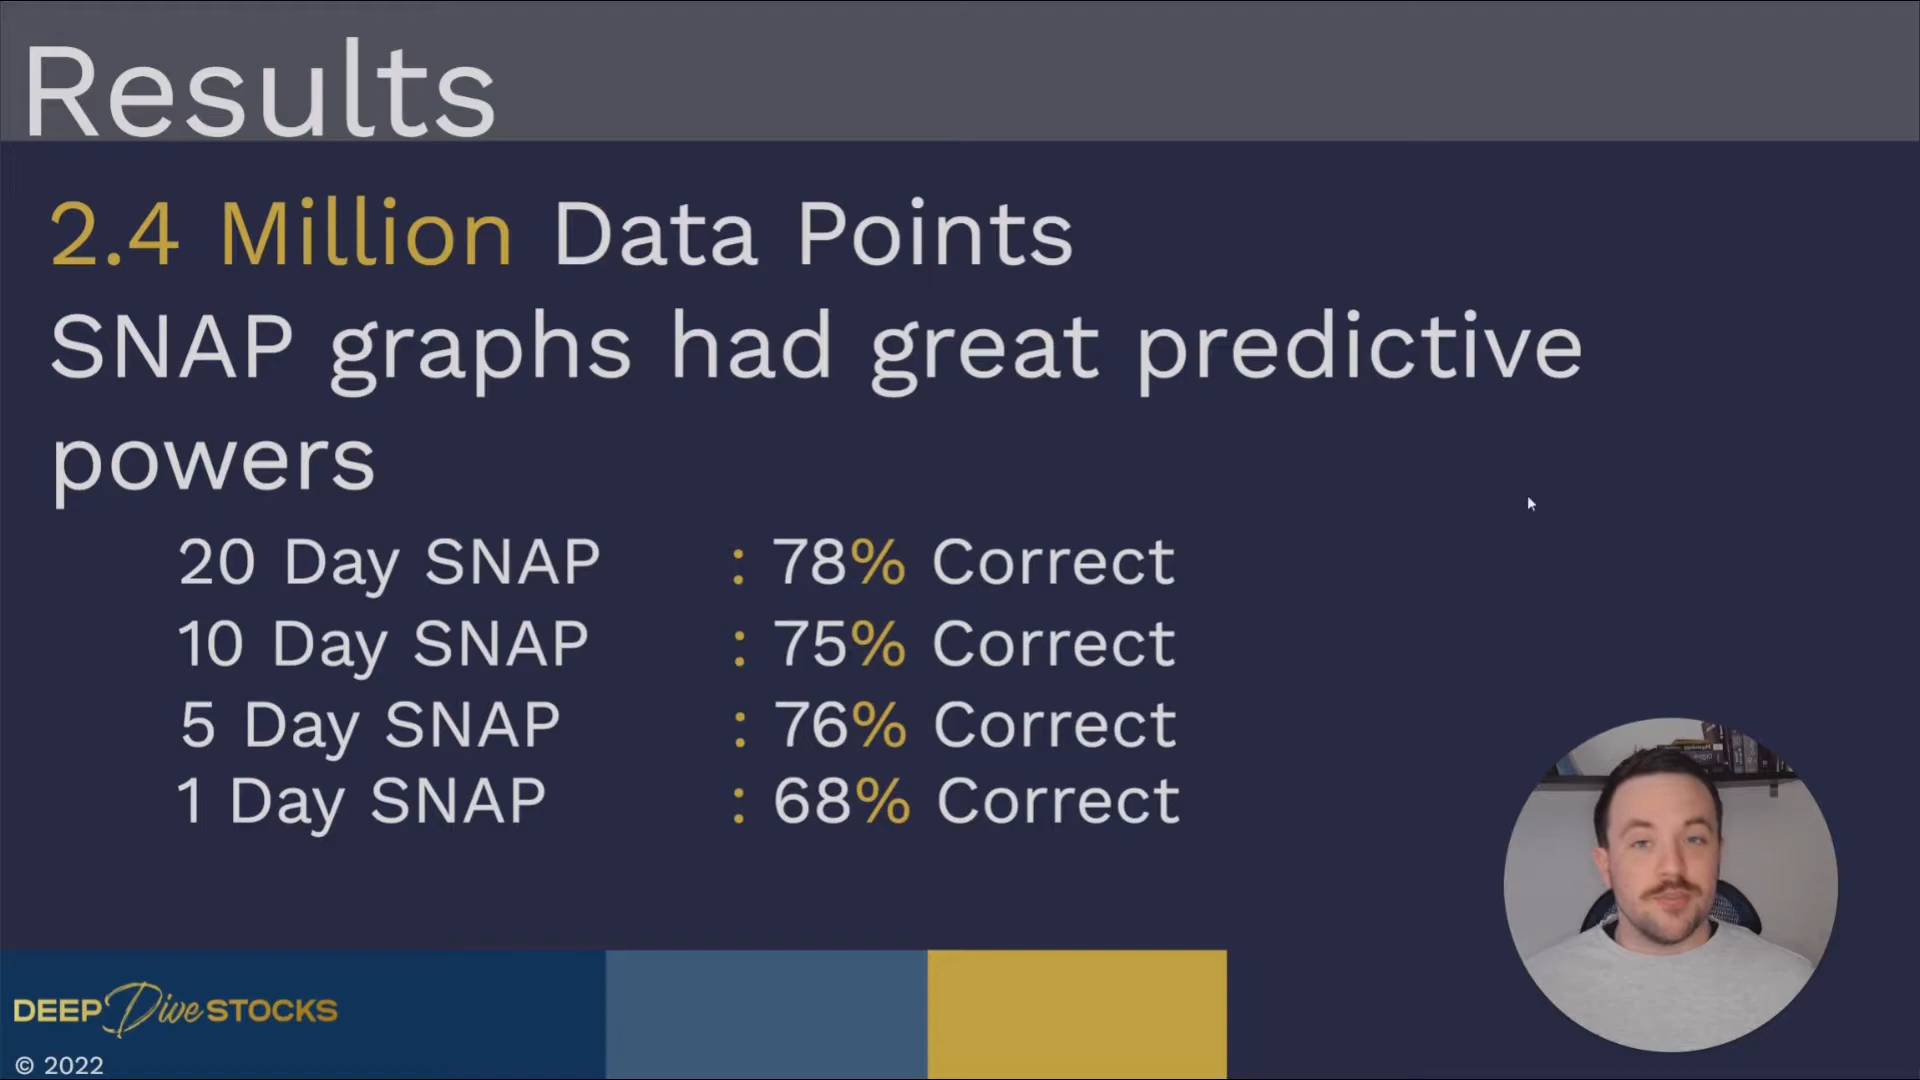 Results
2.4 Million Data Points
SNAP graphs had great predictive
powers
20 Day SNAP : 78% Correct
10 Day SNAP : 75% Correct
5 Day SNAP : 76% Correct
1 Day SNAP : 68% Correct
DEEP Dive STOCKS
© 2022